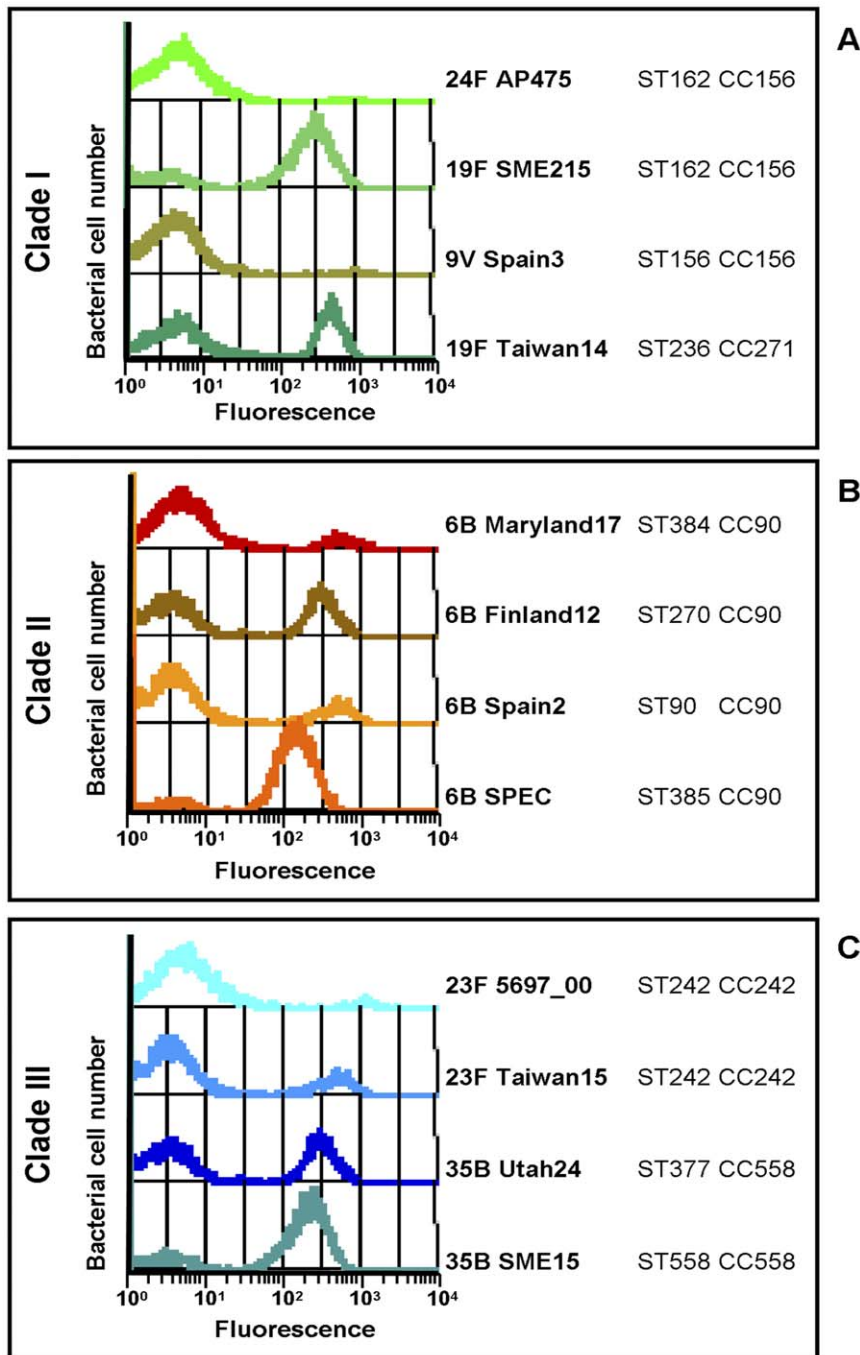 A
Clade I
Bacterial cell number
24F AP475 ST162 CC156
19F SME215 ST162 CC156
9V Spain3 ST156 CC156
19F Taiwan14 ST236 CC271
10⁰ 10¹ 10² 10³ 10⁴
Fluorescence
B
Clade II
Bacterial cell number
6B Maryland17 ST384 CC90
6B Finland12 ST270 CC90
6B Spain2 ST90 CC90
6B SPEC ST385 CC90
10⁰ 10¹ 10² 10³ 10⁴
Fluorescence
C
Clade III
Bacterial cell number
23F 5697_00 ST242 CC242
23F Taiwan15 ST242 CC242
35B Utah24 ST377 CC558
35B SME15 ST558 CC558
10⁰ 10¹ 10² 10³ 10⁴
Fluorescence